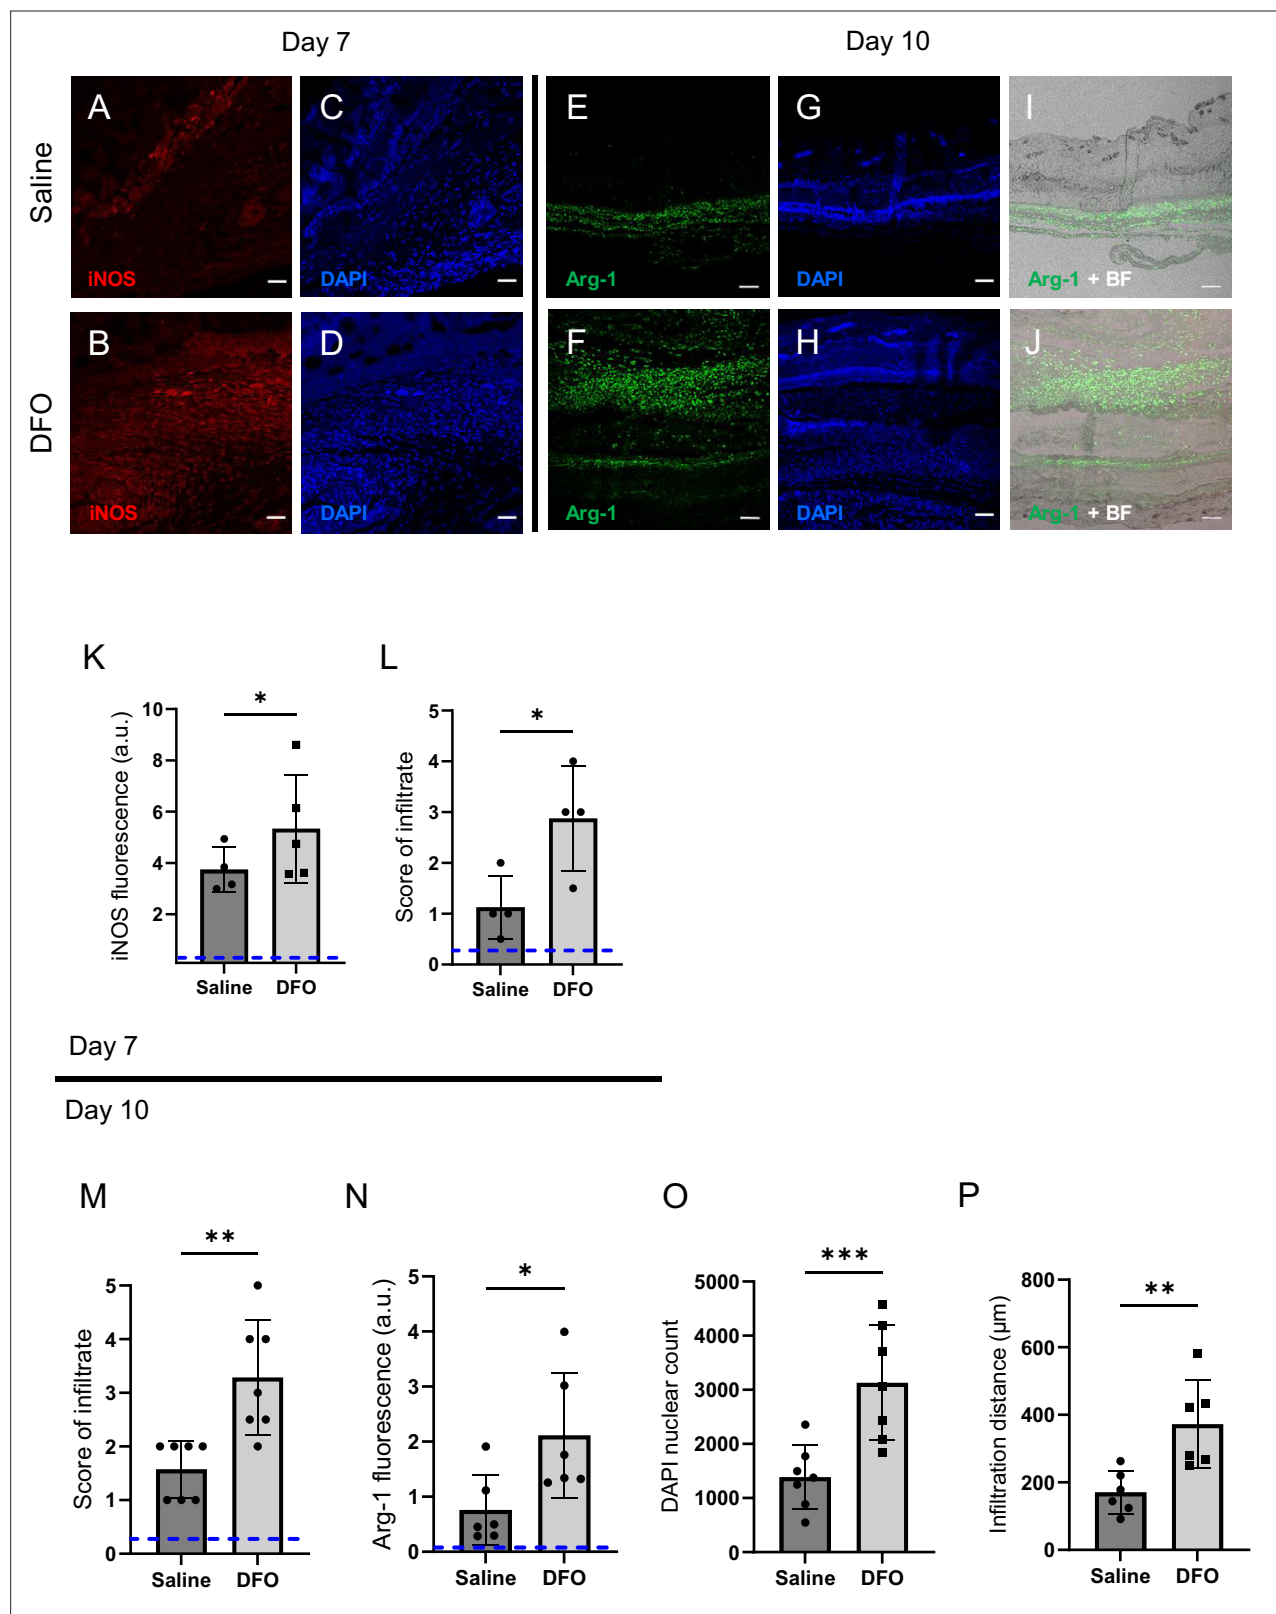 Day 7
Day 10
Saline
DFO
A
iNOS
C
DAPI
E
Arg-1
G
DAPI
I
Arg-1 + BF
B
iNOS
D
DAPI
F
Arg-1
H
DAPI
J
Arg-1 + BF
K
iNOS fluorescence (a.u.)
10
8
6
4
2
*
Saline
DFO
L
Score of infiltrate
5
4
3
2
1
0
*
Saline
DFO
Day 7
Day 10
M
Score of infiltrate
5
4
3
2
1
0
**
Saline
DFO
N
Arg-1 fluorescence (a.u.)
5
4
3
2
1
0
*
Saline
DFO
O
DAPI nuclear count
5000
4000
3000
2000
1000
0
***
Saline
DFO
P
Infiltration distance (µm)
800
600
400
200
0
**
Saline
DFO